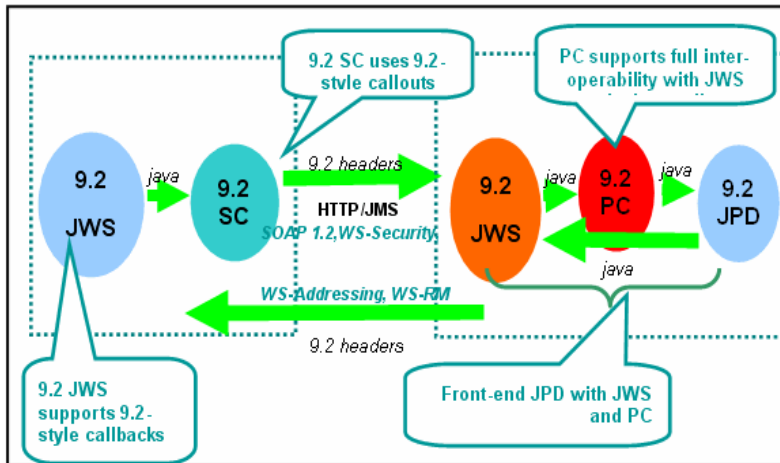 9.2 SC uses 9.2-
style callouts
PC supports full inter-
operability with JWS
9.2
JWS
java
9.2
SC
9.2 headers
HTTP/JMS
SOAP 1.2,WS-Security,
WS-Addressing, WS-RM
9.2 headers
9.2
JWS
java
9.2
PC
java
9.2
JPD
java
9.2 JWS
supports 9.2-
style callbacks
Front-end JPD with JWS
and PC